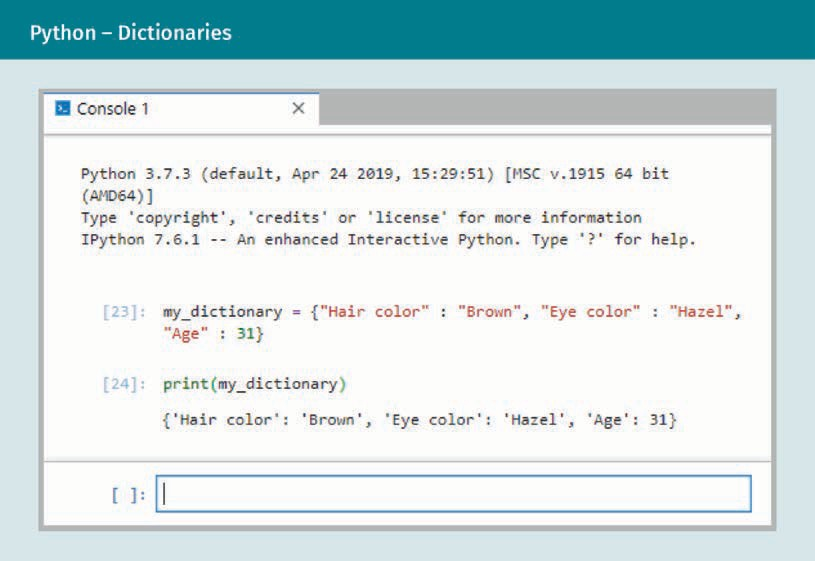 Python – Dictionaries
Console 1
Python 3.7.3 (default, Apr 24 2019, 15:29:51) [MSC v.1915 64 bit
(AMD64)]
Type 'copyright', 'credits' or 'license' for more information
IPython 7.6.1 -- An enhanced Interactive Python. Type '?' for help.
[23]: my_dictionary = {"Hair color" : "Brown", "Eye color" : "Hazel",
"Age" : 31}
[24]: print(my_dictionary)
{'Hair color': 'Brown', 'Eye color': 'Hazel', 'Age': 31}
[ ]: